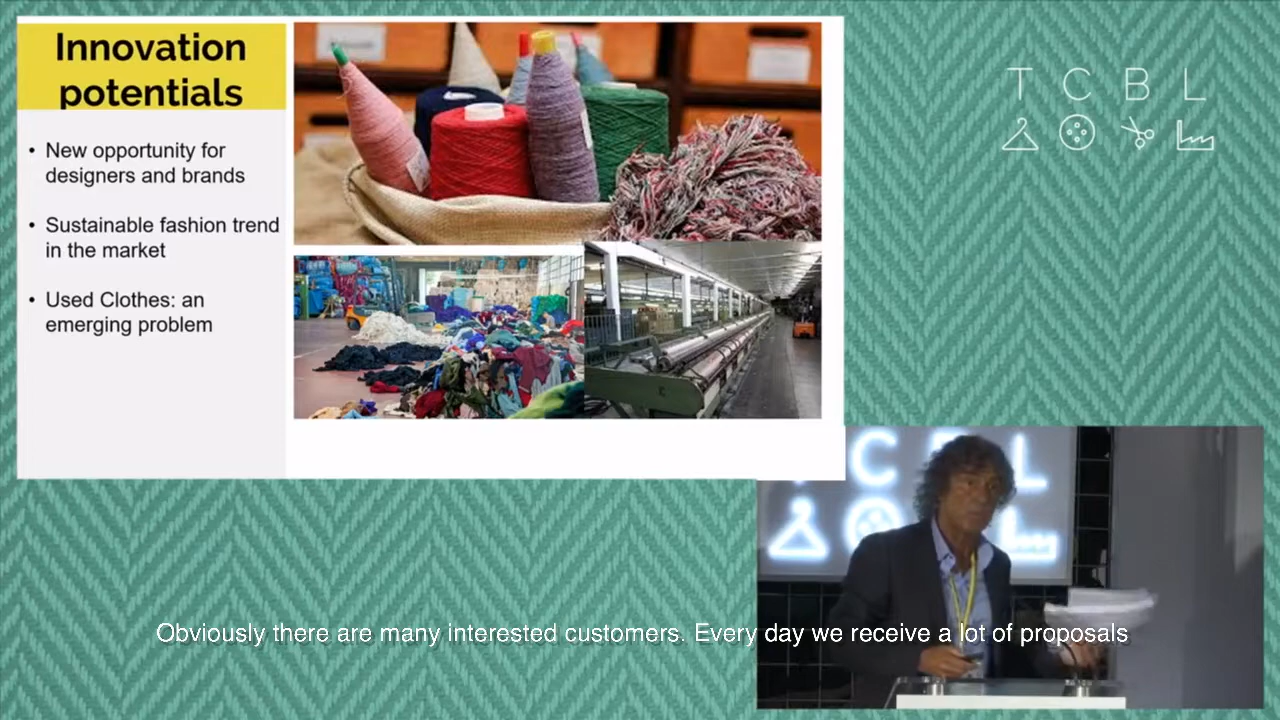 Innovation
potentials
• New opportunity for
designers and brands
• Sustainable fashion trend
in the market
• Used Clothes: an
emerging problem
T C B L
C B L
Obviously there are many interested customers. Every day we receive a lot of proposals